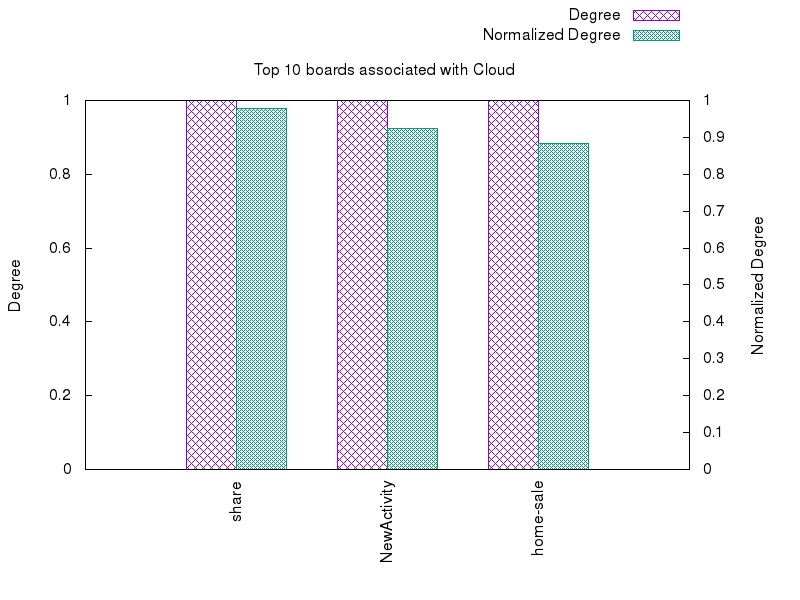 Degree
Normalized Degree
Top 10 boards associated with Cloud
1
0.8
0.6
0.4
0.2
0
1
0.9
0.8
0.7
0.6
0.5
0.4
0.3
0.2
0.1
0
Degree
Normalized Degree
share
NewActivity
home-sale